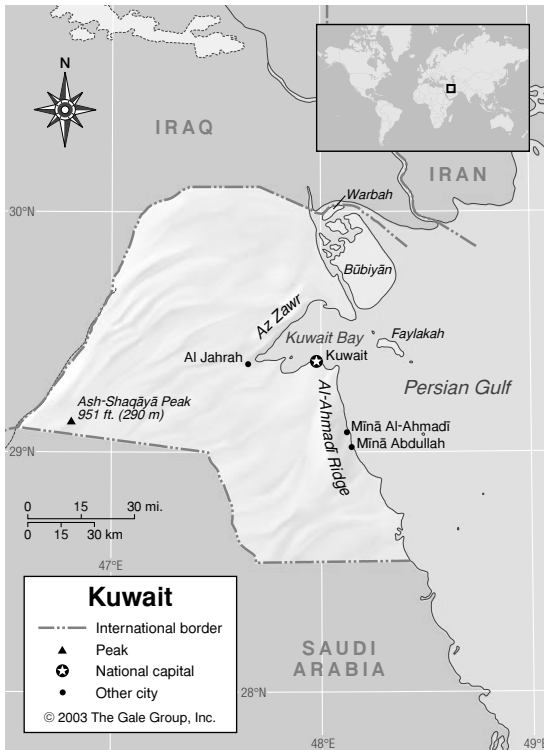 N
IRAQ
IRAN
30°N
Warbah
Būbiyān
Az Zawr
Kuwait Bay
Faylakah
Al Jahrah
Kuwait
Persian Gulf
Ash-Shaqāyā Peak
951 ft. (290 m)
Al-Ahmadī Ridge
Mīnā Al-Ahmadī
Mīnā Abdullah
29°N
0 15 30 mi.
0 15 30 km
47°E
Kuwait
International border
Peak
National capital
Other city
© 2003 The Gale Group, Inc.
SAUDI
ARABIA
28°N
48°E
49°E